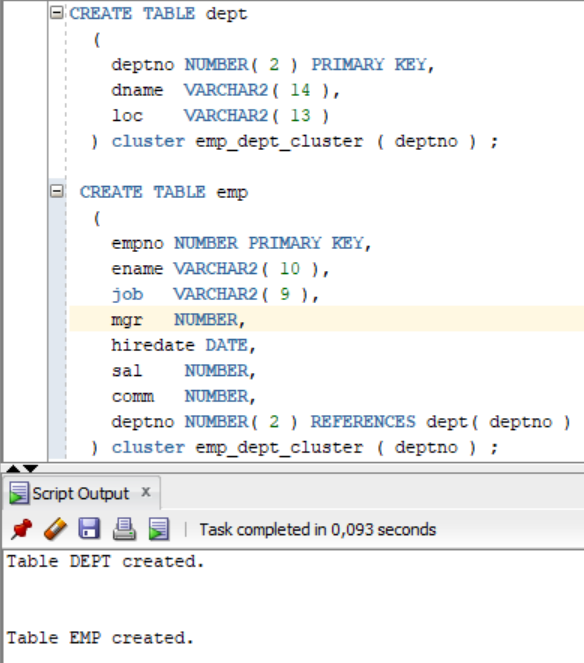 CREATE TABLE dept
(
deptno NUMBER( 2 ) PRIMARY KEY,
dname VARCHAR2( 14 ),
loc VARCHAR2( 13 )
) cluster emp_dept_cluster ( deptno ) ;
CREATE TABLE emp
(
empno NUMBER PRIMARY KEY,
ename VARCHAR2( 10 ),
job VARCHAR2( 9 ),
mgr NUMBER,
hiredate DATE,
sal NUMBER,
comm NUMBER,
deptno NUMBER( 2 ) REFERENCES dept( deptno )
) cluster emp_dept_cluster ( deptno ) ;
Script Output x
Task completed in 0,093 seconds
Table DEPT created.
Table EMP created.